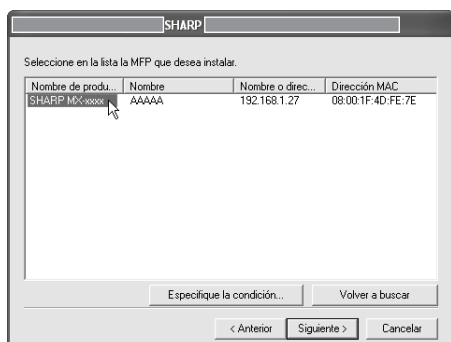 SHARP
Seleccione en la lista la MFP que desea instalar.
Nombre de produ... Nombre Nombre o direc... Dirección MAC
SHARP MX-xxxx AAAAA 192.168.1.27 08:00:1F:4D:FE:7E
Especifique la condición... Volver a buscar
< Anterior Siguiente > Cancelar